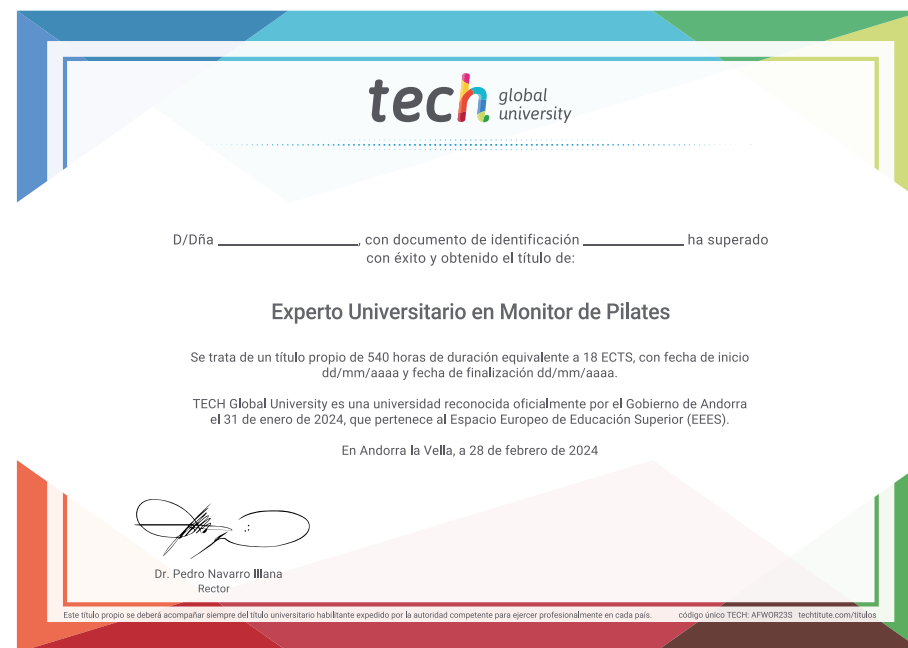 tech global university
D/Dña ____________, con documento de identificación ____________ ha superado
con éxito y obtenido el título de:
Experto Universitario en Monitor de Pilates
Se trata de un título propio de 540 horas de duración equivalente a 18 ECTS, con fecha de inicio
dd/mm/aaaa y fecha de finalización dd/mm/aaaa.
TECH Global University es una universidad reconocida oficialmente por el Gobierno de Andorra
el 31 de enero de 2024, que pertenece al Espacio Europeo de Educación Superior (EEES).
En Andorra la Vella, a 28 de febrero de 2024
Dr. Pedro Navarro Illana
Rector
Este título propio se deberá acompañar siempre del título universitario habilitante expedido por la autoridad competente para ejercer profesionalmente en cada país. código único TECH: AFWOR23S techtitute.com/titulos